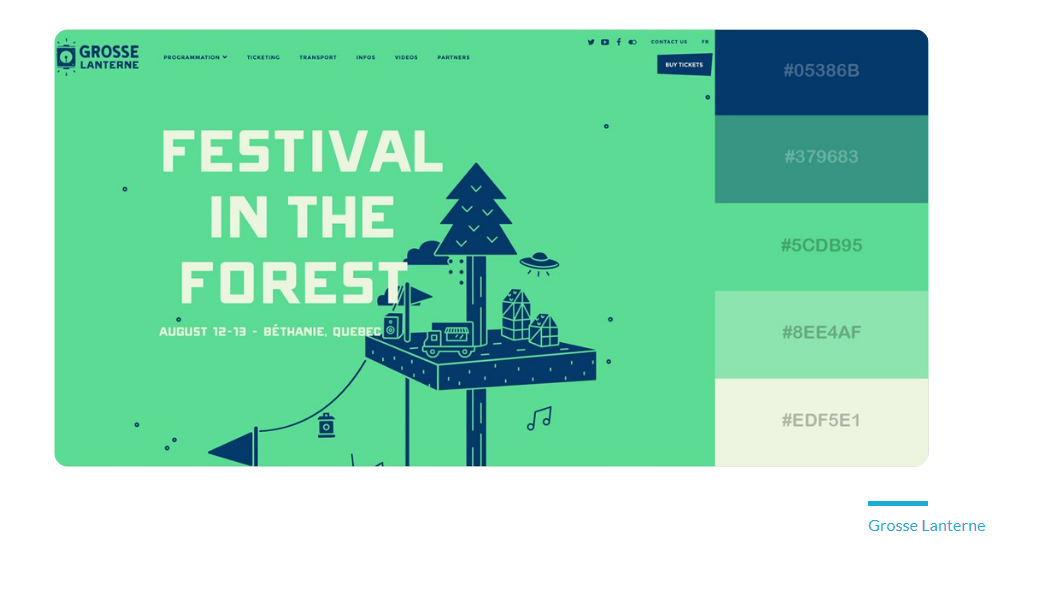 GROSSE
LANTERNE
PROGRAMMATION
TICKETING
TRANSPORT
INFOS
VIDEOS
PARTNERS
CONTACT US
FR
BUY TICKETS
FESTIVAL
IN THE
FOREST
AUGUST 12-13 - BÉTHANIE, QUEBEC
#05386B
#379683
#5CDB95
#8EE4AF
#EDF5E1
Grosse Lanterne